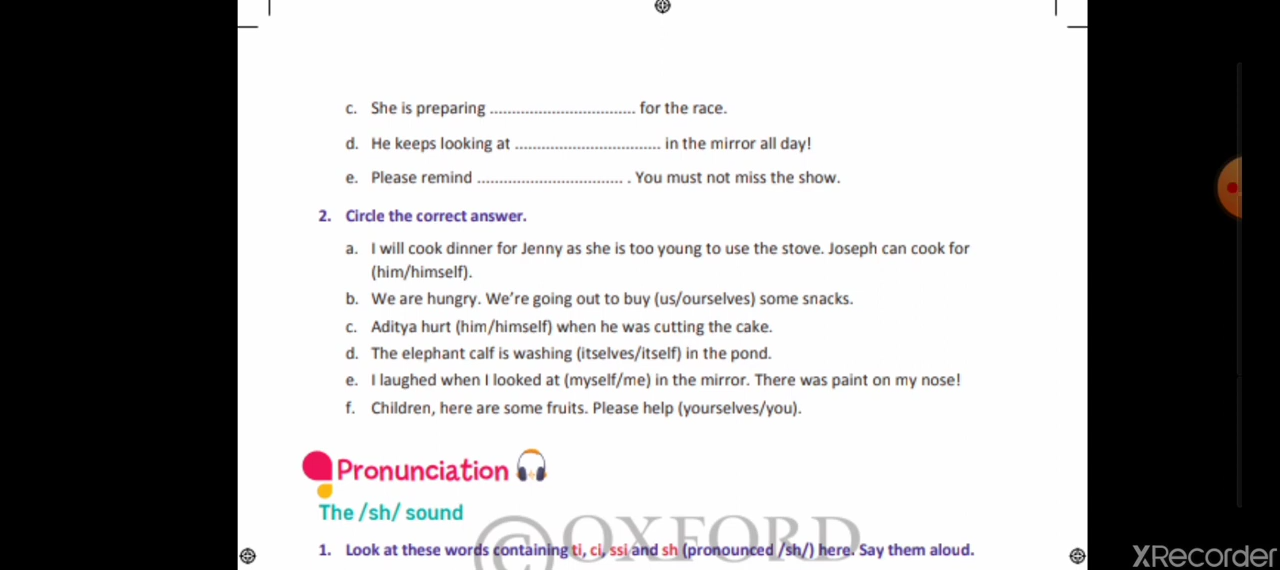 c. She is preparing ................................ for the race.
d. He keeps looking at ................................ in the mirror all day!
e. Please remind ................................ . You must not miss the show.
2. Circle the correct answer.
a. I will cook dinner for Jenny as she is too young to use the stove. Joseph can cook for
(him/himself).
b. We are hungry. We’re going out to buy (us/ourselves) some snacks.
c. Aditya hurt (him/himself) when he was cutting the cake.
d. The elephant calf is washing (itselves/itself) in the pond.
e. I laughed when I looked at (myself/me) in the mirror. There was paint on my nose!
f. Children, here are some fruits. Please help (yourselves/you).
Pronunciation
The /sh/ sound
© OXFORD
1. Look at these words containing ti, ci, ssi and sh (pronounced /sh/) here. Say them aloud.
XRecorder